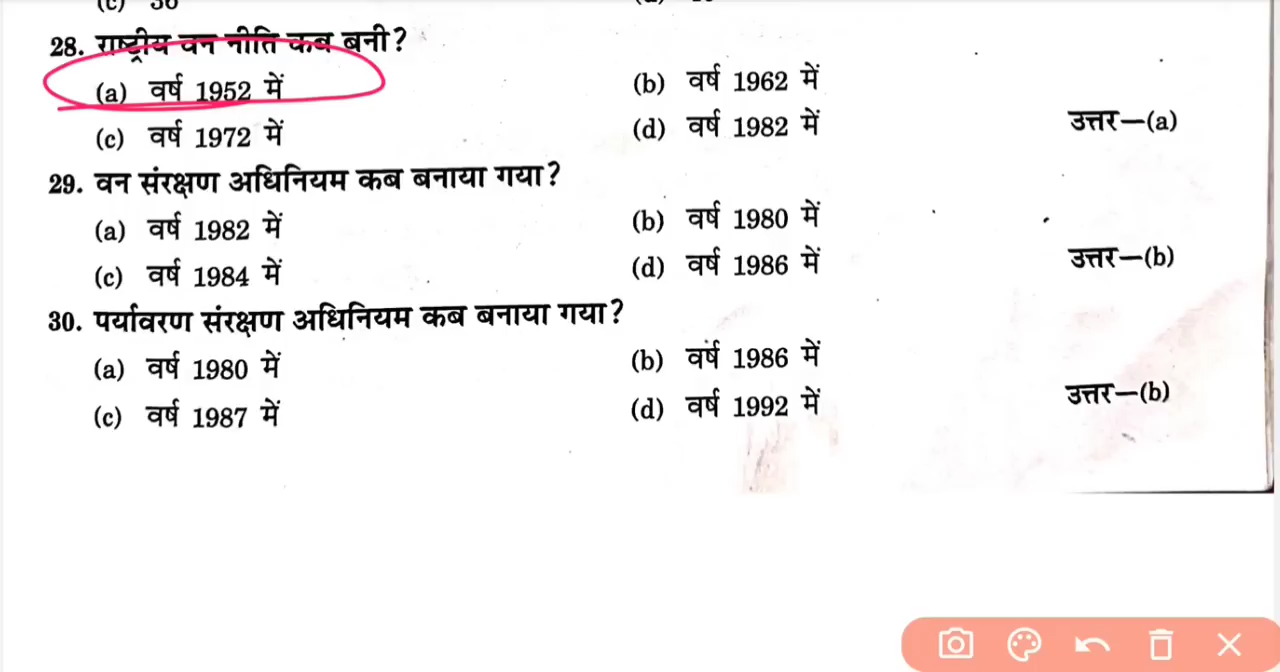 28. राष्ट्रीय वन नीति कब बनी?
(a) वर्ष 1952 में (b) वर्ष 1962 में
(c) वर्ष 1972 में (d) वर्ष 1982 में उत्तर—(a)
29. वन संरक्षण अधिनियम कब बनाया गया?
(a) वर्ष 1982 में (b) वर्ष 1980 में
(c) वर्ष 1984 में (d) वर्ष 1986 में उत्तर—(b)
30. पर्यावरण संरक्षण अधिनियम कब बनाया गया?
(a) वर्ष 1980 में (b) वर्ष 1986 में
(c) वर्ष 1987 में (d) वर्ष 1992 में उत्तर—(b)